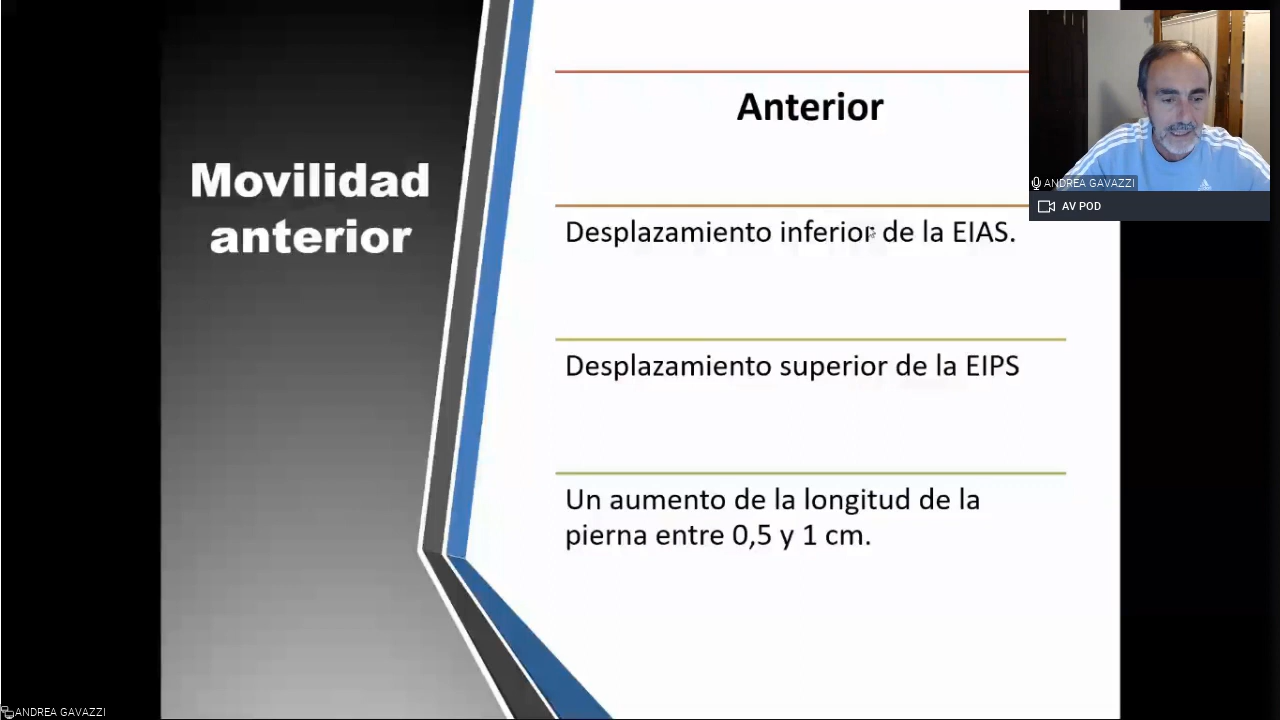 Movilidad
anterior
Anterior
Desplazamiento inferior de la EIAS.
Desplazamiento superior de la EIPS
Un aumento de la longitud de la
pierna entre 0,5 y 1 cm.
ANDREA GAVAZZI
AV POD
ANDREA GAVAZZI